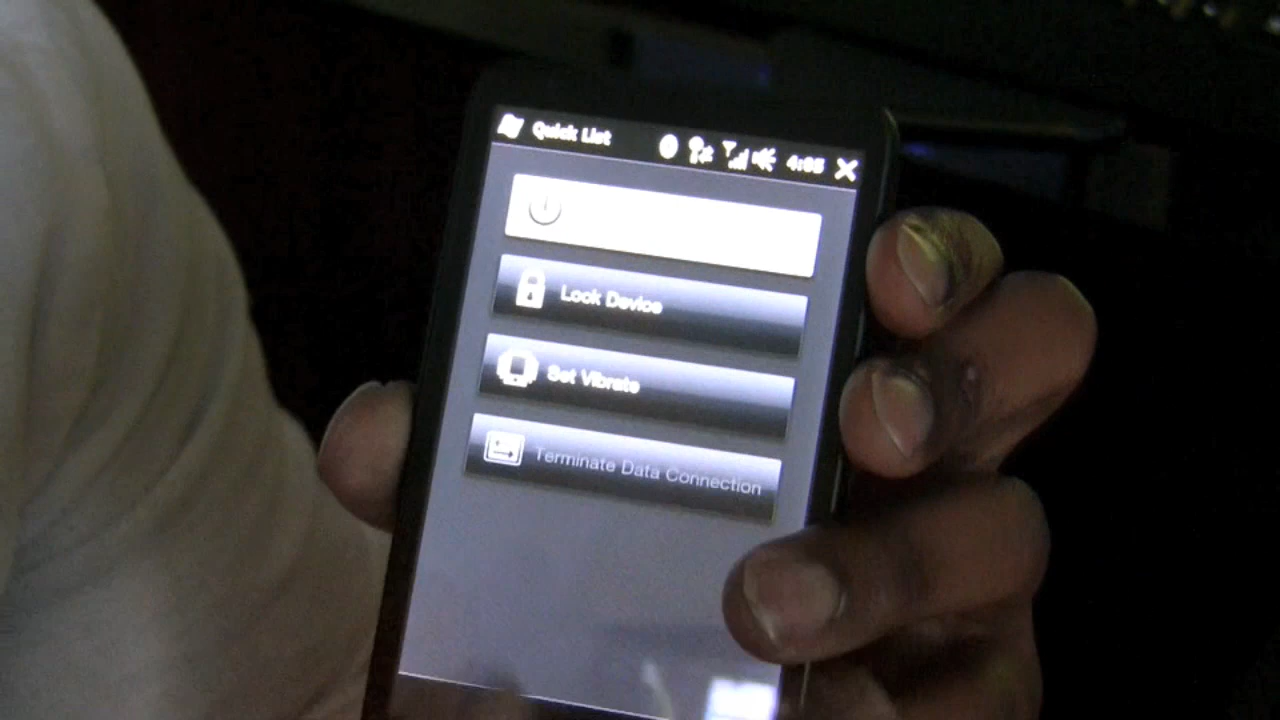 Quick List 4:05
Lock Device
Set Vibrate
Terminate Data Connection